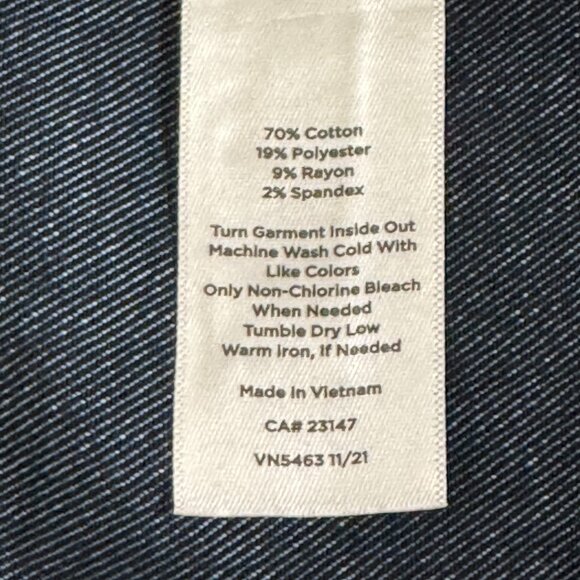 70% Cotton
19% Polyester
9% Rayon
2% Spandex
Turn Garment Inside Out
Machine Wash Cold With
Like Colors
Only Non-Chlorine Bleach
When Needed
Tumble Dry Low
Warm Iron, If Needed
Made In Vietnam
CA# 23147
VN5463 11/21